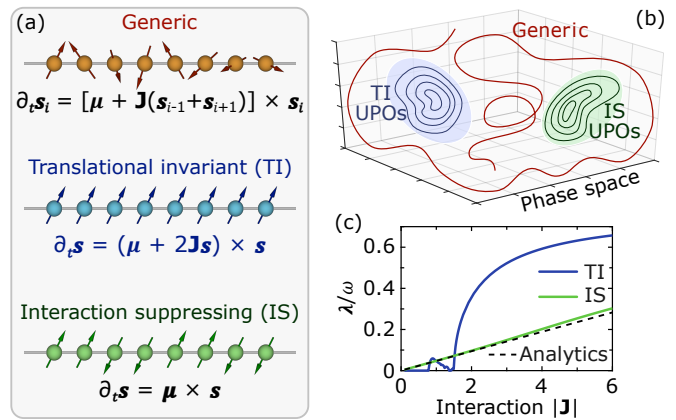 (a)
Generic
∂ₜsᵢ = [μ + J(sᵢ₋₁+sᵢ₊₁)] × sᵢ
Translational invariant (TI)
∂ₜs = (μ + 2Js) × s
Interaction suppressing (IS)
∂ₜs = μ × s
(b)
Generic
TI
UPOs
IS
UPOs
Phase space
(c)
0.6
0.4
0.2
0
λ/ω
TI
IS
Analytics
0 2 4 6
Interaction |J|